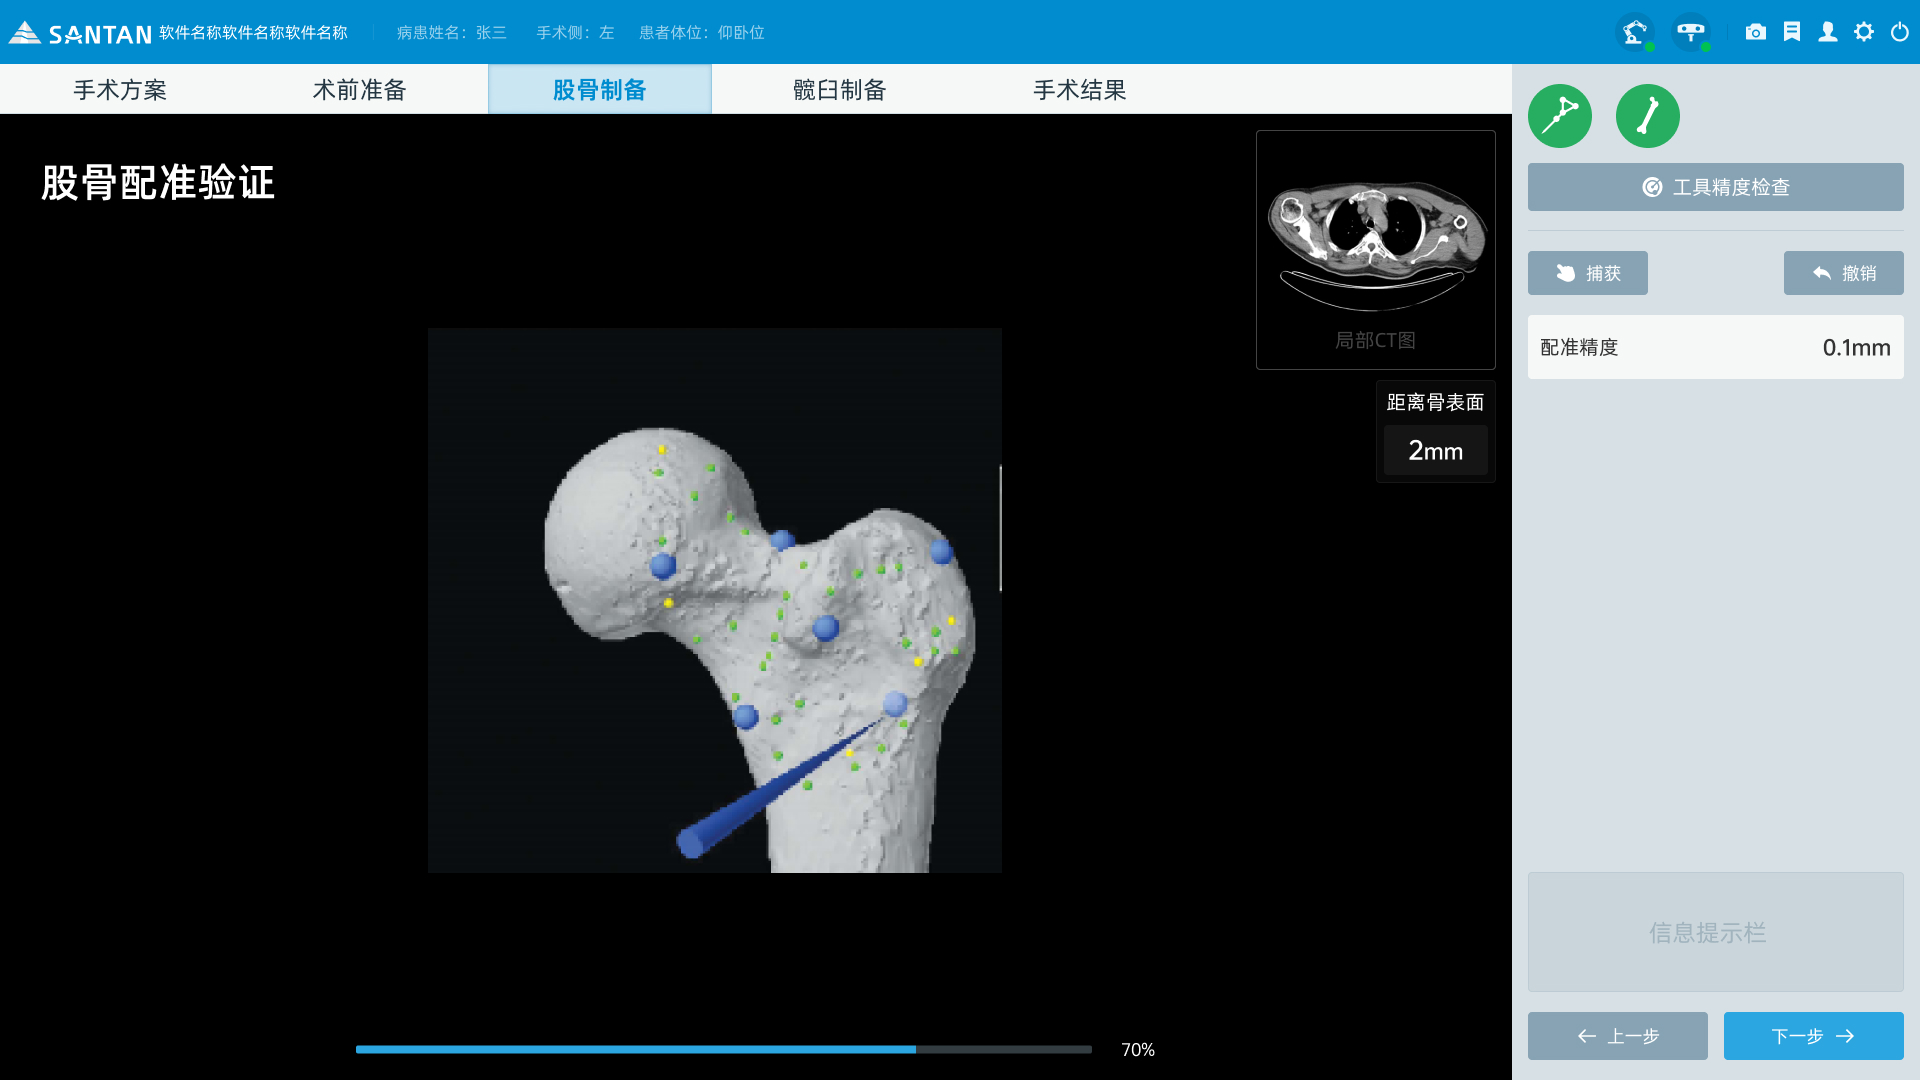 SANTAN 软件名称软件名称软件名称 病患姓名：张三 手术侧：左 患者体位：仰卧位
手术方案 术前准备 股骨制备 髋臼制备 手术结果
股骨配准验证
局部CT图
距离骨表面
2mm
70%
工具精度检查
捕获 撤销
配准精度 0.1mm
信息提示栏
上一步 下一步